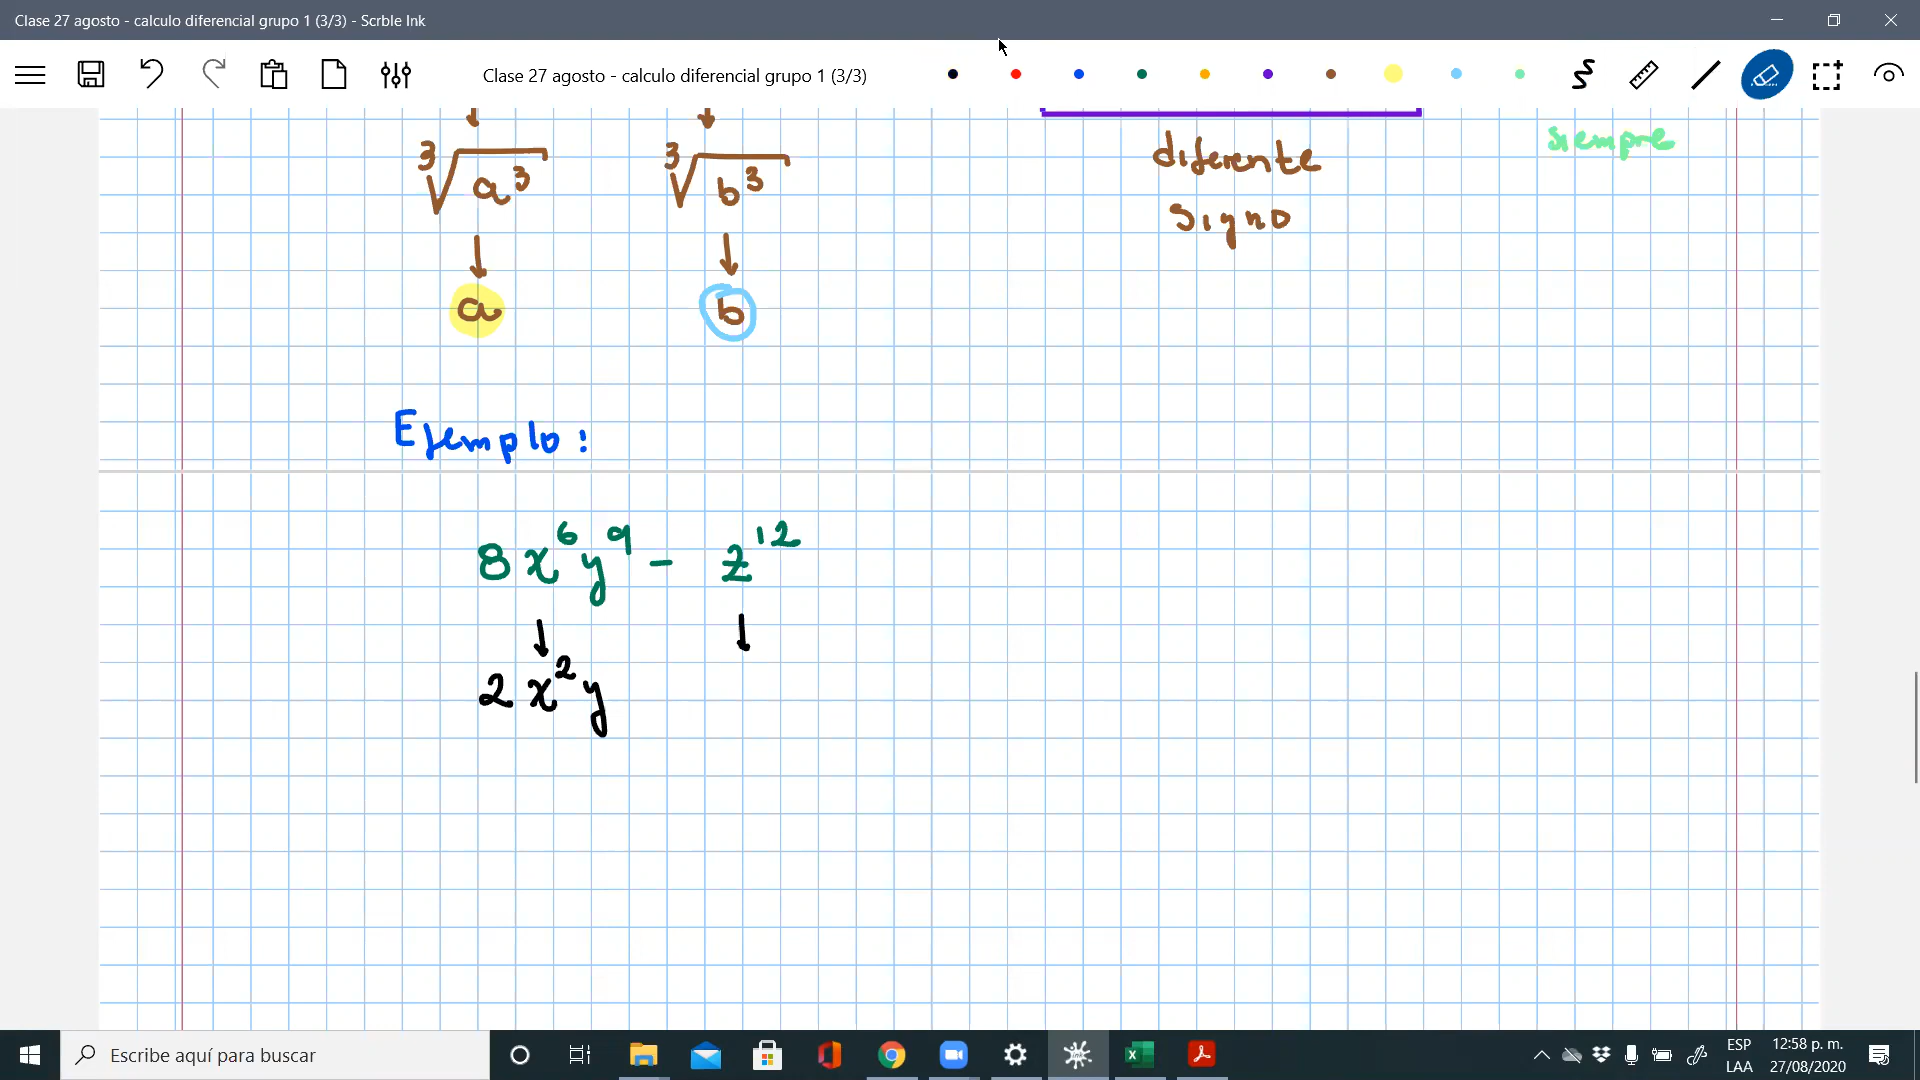 Clase 27 agosto - calculo diferencial grupo 1 (3/3) - Scrble Ink
Clase 27 agosto - calculo diferencial grupo 1 (3/3)
siempre
∛a³ ∛b³ diferente
signo
a b
Ejemplo:
8x⁶y⁹ - z¹²
2x²y
Escribe aquí para buscar
ESP
LAA
12:58 p. m.
27/08/2020